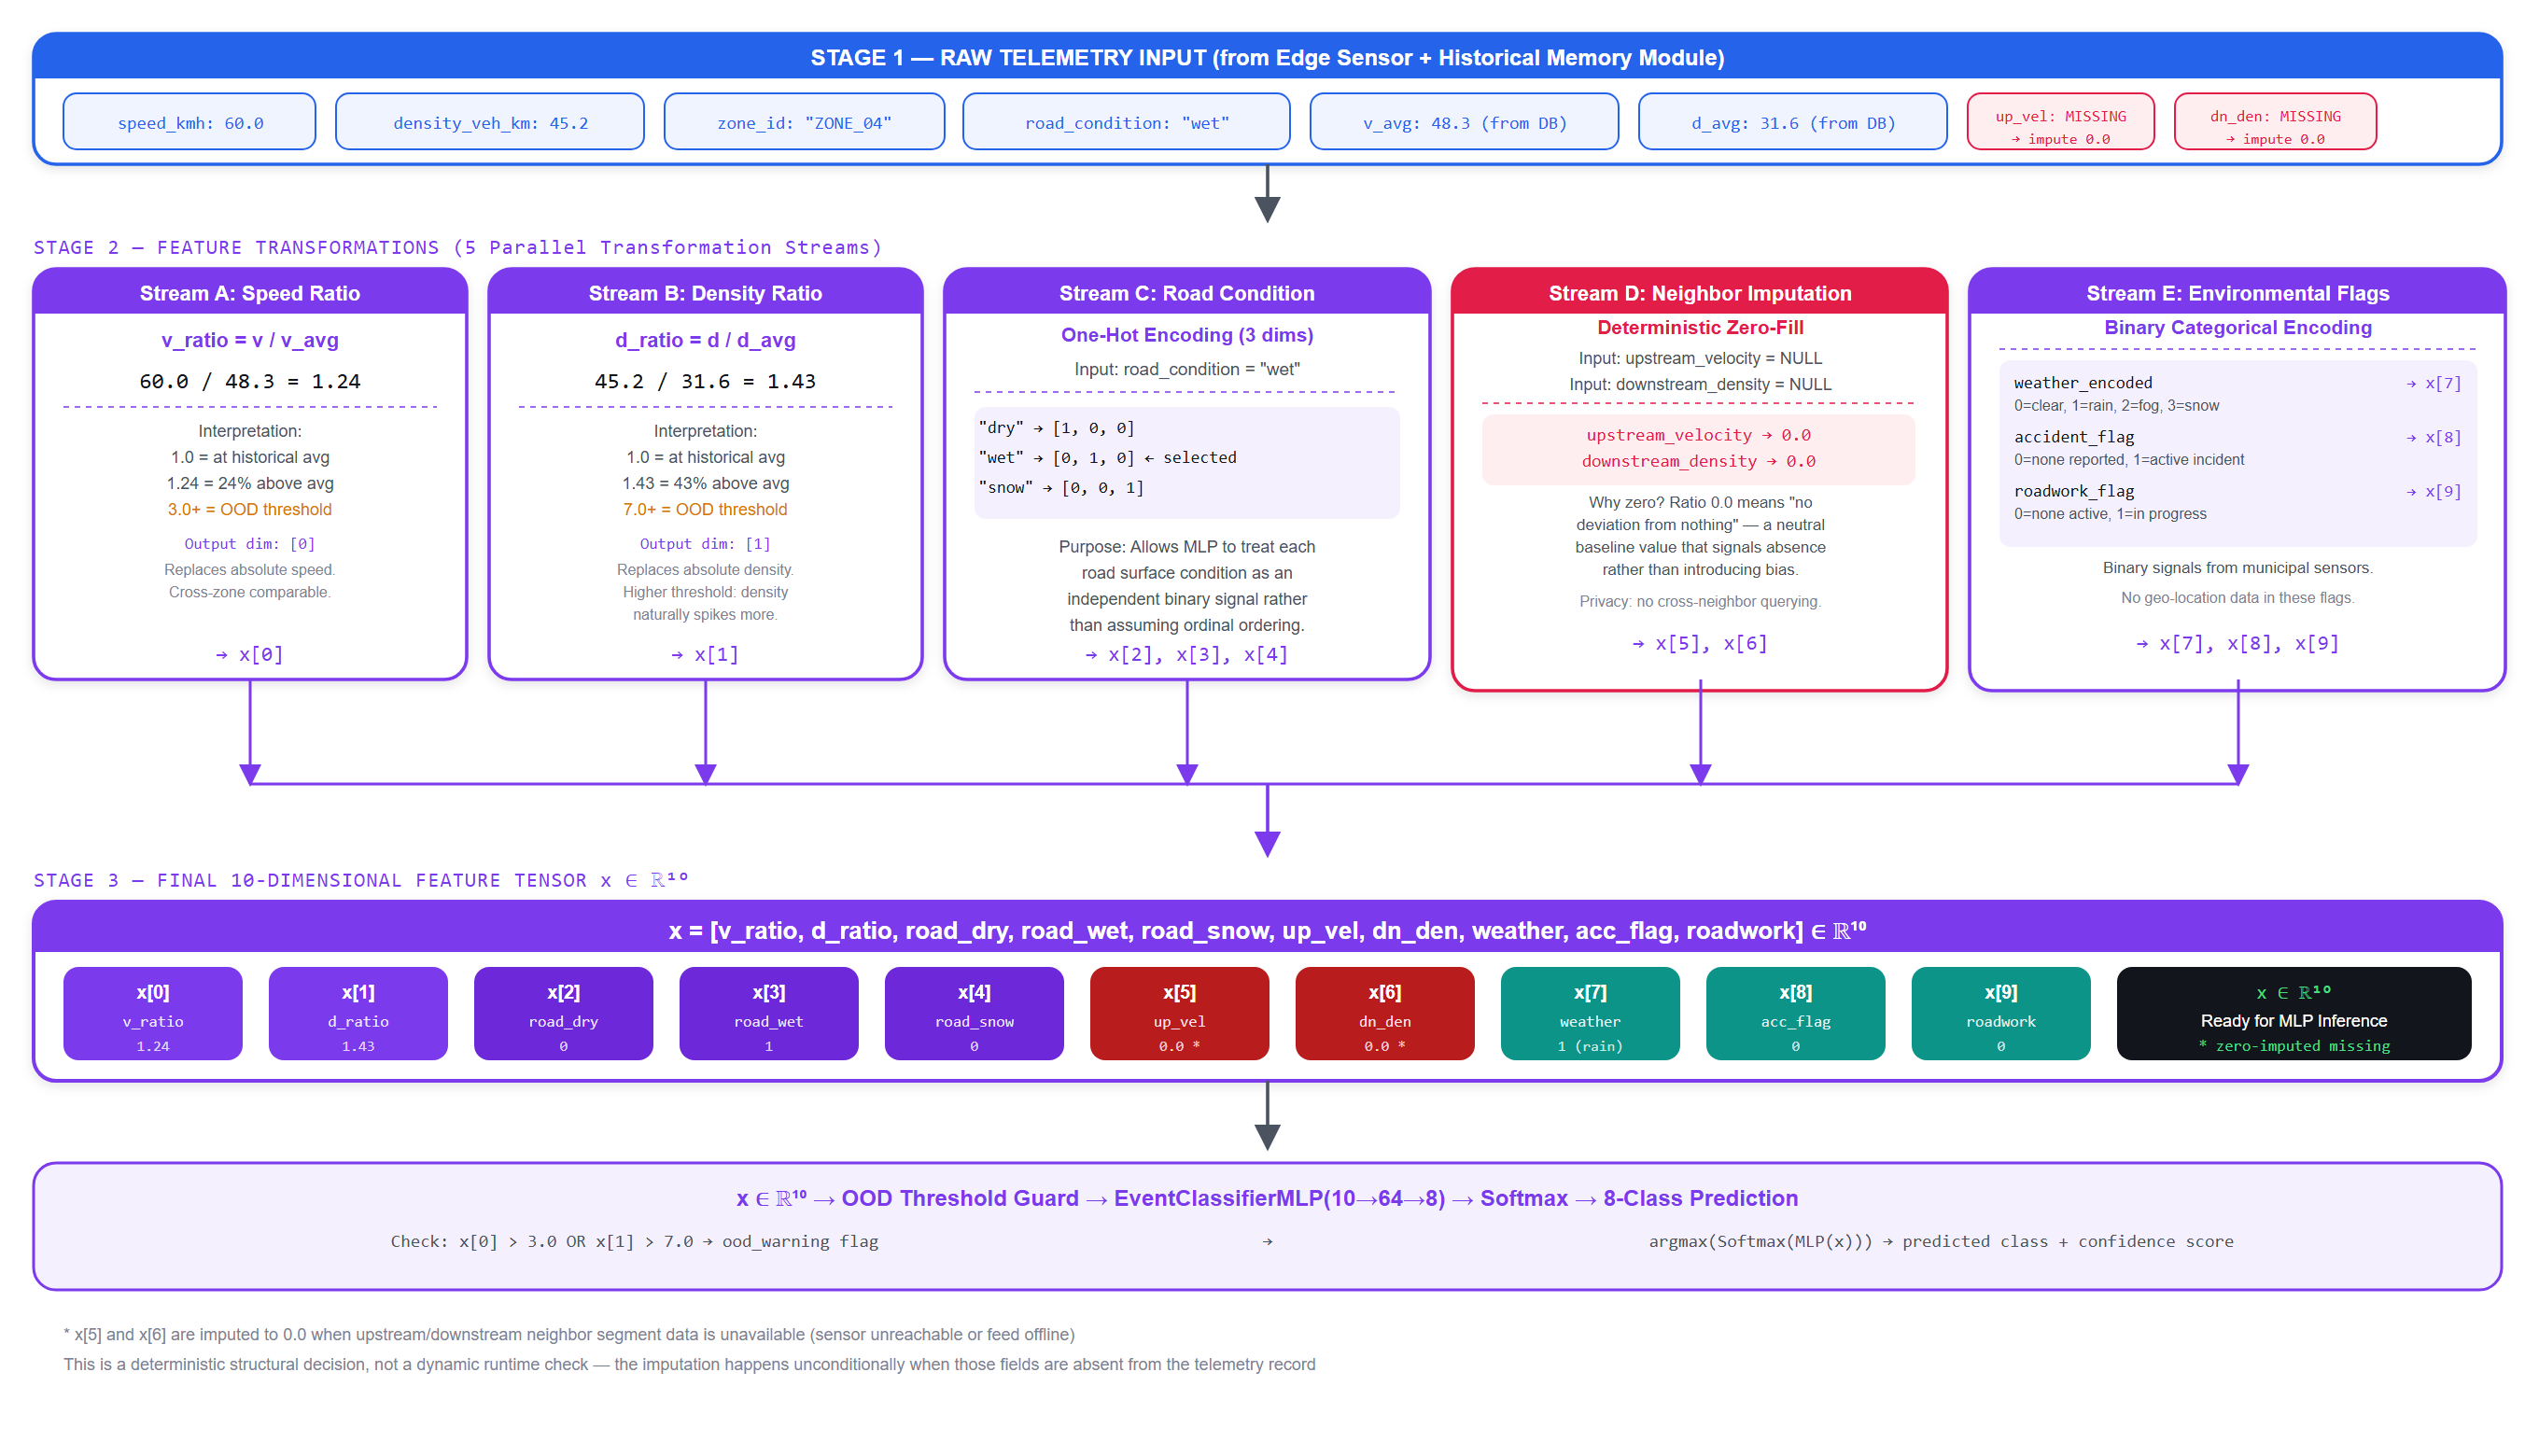 STAGE 1 — RAW TELEMETRY INPUT (from Edge Sensor + Historical Memory Module)
speed_kmh: 60.0
density_veh_km: 45.2
zone_id: "ZONE_04"
road_condition: "wet"
v_avg: 48.3 (from DB)
d_avg: 31.6 (from DB)
up_vel: MISSING
→ impute 0.0
dn_den: MISSING
→ impute 0.0
STAGE 2 — FEATURE TRANSFORMATIONS (5 Parallel Transformation Streams)
Stream A: Speed Ratio
v_ratio = v / v_avg
60.0 / 48.3 = 1.24
Interpretation:
1.0 = at historical avg
1.24 = 24% above avg
3.0+ = OOD threshold
Output dim: [0]
Replaces absolute speed.
Cross-zone comparable.
→ x[0]
Stream B: Density Ratio
d_ratio = d / d_avg
45.2 / 31.6 = 1.43
Interpretation:
1.0 = at historical avg
1.43 = 43% above avg
7.0+ = OOD threshold
Output dim: [1]
Replaces absolute density.
Higher threshold: density
naturally spikes more.
→ x[1]
Stream C: Road Condition
One-Hot Encoding (3 dims)
Input: road_condition = "wet"
"dry" → [1, 0, 0]
"wet" → [0, 1, 0] ← selected
"snow" → [0, 0, 1]
Purpose: Allows MLP to treat each
road surface condition as an
independent binary signal rather
than assuming ordinal ordering.
→ x[2], x[3], x[4]
Stream D: Neighbor Imputation
Deterministic Zero-Fill
Input: upstream_velocity = NULL
Input: downstream_density = NULL
upstream_velocity → 0.0
downstream_density → 0.0
Why zero? Ratio 0.0 means "no
deviation from nothing" — a neutral
baseline value that signals absence
rather than introducing bias.
Privacy: no cross-neighbor querying.
→ x[5], x[6]
Stream E: Environmental Flags
Binary Categorical Encoding
weather_encoded → x[7]
0=clear, 1=rain, 2=fog, 3=snow
accident_flag → x[8]
0=none reported, 1=active incident
roadwork_flag → x[9]
0=none active, 1=in progress
Binary signals from municipal sensors.
No geo-location data in these flags.
→ x[7], x[8], x[9]
STAGE 3 — FINAL 10-DIMENSIONAL FEATURE TENSOR x ∈ ℝ¹⁰
x = [v_ratio, d_ratio, road_dry, road_wet, road_snow, up_vel, dn_den, weather, acc_flag, roadwork] ∈ ℝ¹⁰
x[0]
v_ratio
1.24
x[1]
d_ratio
1.43
x[2]
road_dry
0
x[3]
road_wet
1
x[4]
road_snow
0
x[5]
up_vel
0.0 *
x[6]
dn_den
0.0 *
x[7]
weather
1 (rain)
x[8]
acc_flag
0
x[9]
roadwork
0
x ∈ ℝ¹⁰
Ready for MLP Inference
* zero-imputed missing
x ∈ ℝ¹⁰ → OOD Threshold Guard → EventClassifierMLP(10→64→8) → Softmax → 8-Class Prediction
Check: x[0] > 3.0 OR x[1] > 7.0 → ood_warning flag → argmax(Softmax(MLP(x))) → predicted class + confidence score
* x[5] and x[6] are imputed to 0.0 when upstream/downstream neighbor segment data is unavailable (sensor unreachable or feed offline)
This is a deterministic structural decision, not a dynamic runtime check — the imputation happens unconditionally when those fields are absent from the telemetry record